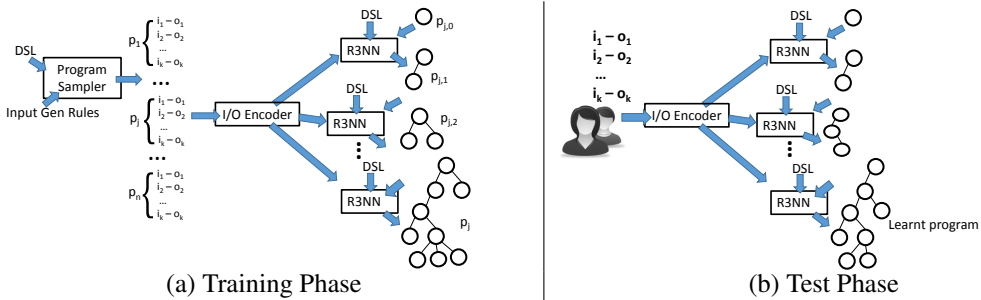 DSL
Program
Sampler
Input Gen Rules
p1 { i1 – o1
i2 – o2
...
ik – ok
...
pj { i1 – o1
i2 – o2
...
ik – ok
...
pn { i1 – o1
i2 – o2
...
ik – ok
I/O Encoder
DSL
R3NN
pj,0
pj,1
DSL
R3NN
pj,2
...
DSL
R3NN
pj
(a) Training Phase
i1 – o1
i2 – o2
...
ik – ok
I/O Encoder
DSL
R3NN
DSL
R3NN
...
DSL
R3NN
Learnt program
(b) Test Phase